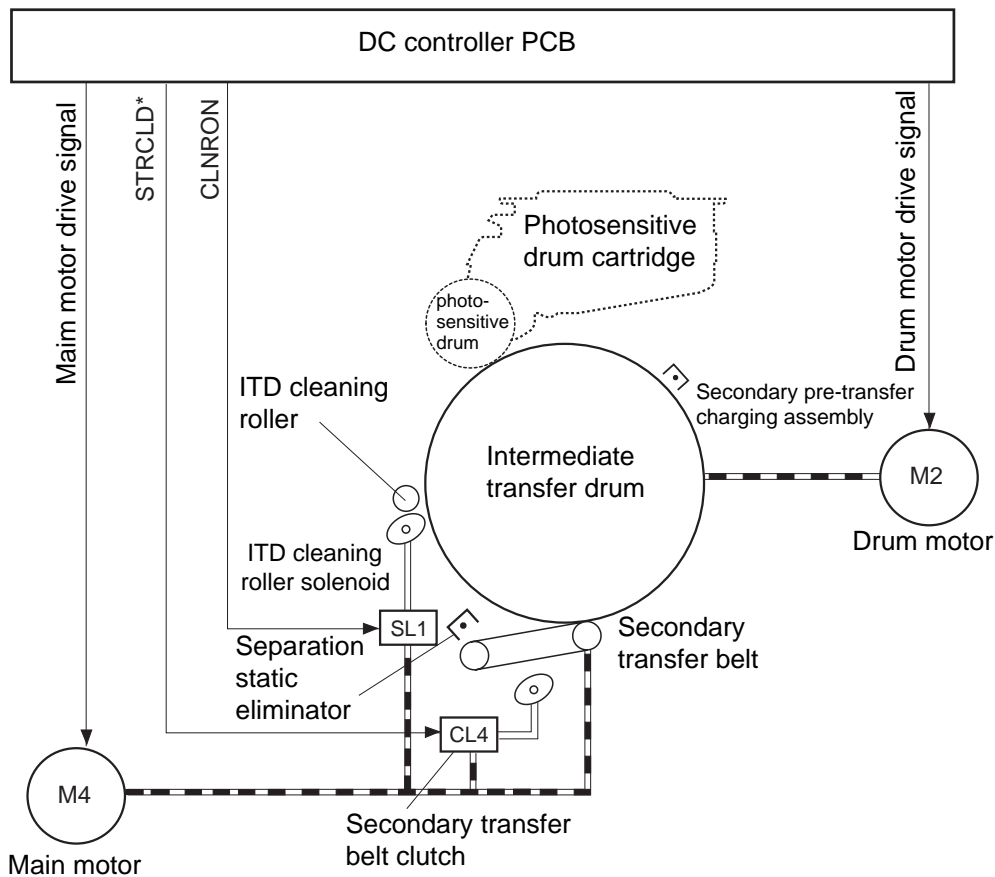 DC controller PCB
Maim motor drive signal
STRCLD*
CLNRON
Drum motor drive signal
Photosensitive
drum cartridge
photo-
sensitive
drum
ITD cleaning
roller
Secondary pre-transfer
charging assembly
Intermediate
transfer drum
M2
Drum motor
ITD cleaning
roller solenoid
SL1
Separation
static
eliminator
Secondary
transfer belt
CL4
M4
Main motor
Secondary transfer
belt clutch